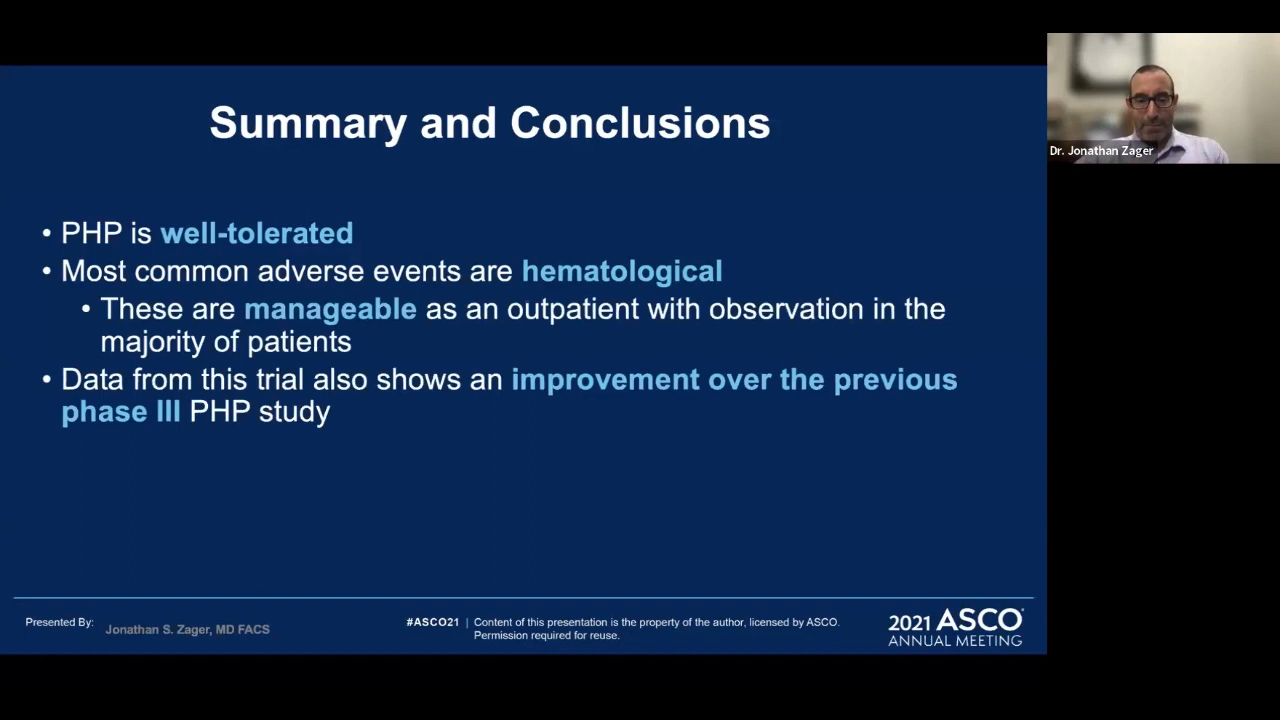 Summary and Conclusions
• PHP is well-tolerated
• Most common adverse events are hematological
• These are manageable as an outpatient with observation in the
majority of patients
• Data from this trial also shows an improvement over the previous
phase III PHP study
Presented By:
Jonathan S. Zager, MD FACS
#ASCO21 | Content of this presentation is the property of the author, licensed by ASCO.
Permission required for reuse.
2021 ASCO®
ANNUAL MEETING
Dr. Jonathan Zager